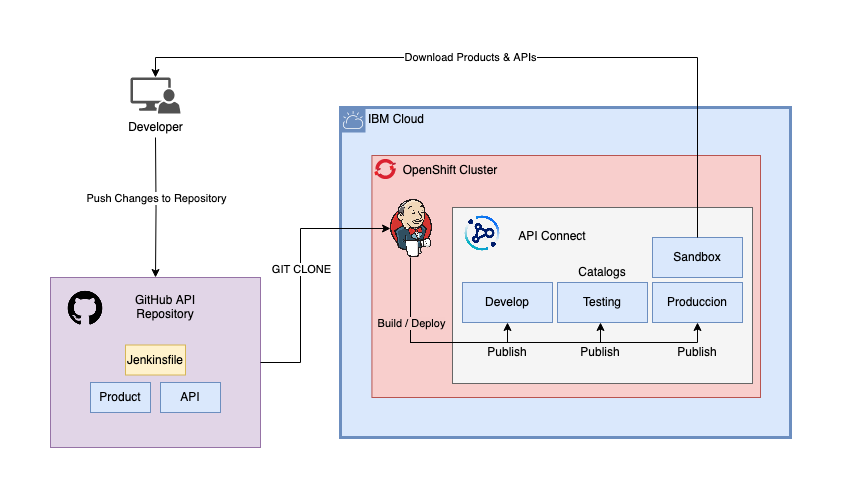 Download Products & APIs
Developer
IBM Cloud
OpenShift Cluster
Push Changes to Repository
API Connect
Sandbox
GIT CLONE
Catalogs
Develop
Testing
Produccion
GitHub API
Repository
Build / Deploy
Publish
Publish
Publish
Jenkinsfile
Product
API